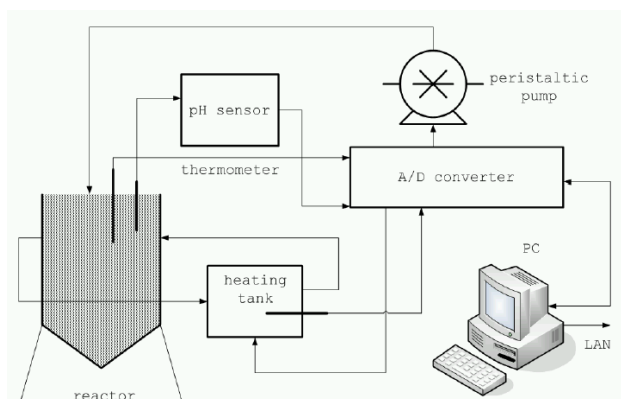 peristaltic
pump
pH sensor
thermometer
A/D converter
PC
heating
tank
LAN
reactor